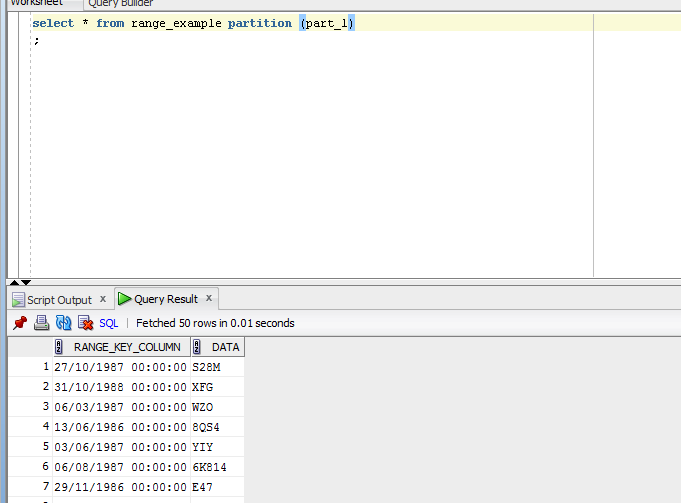 Worksheet Query Builder
select * from range_example partition (part_1)
;
Script Output x Query Result x
SQL | Fetched 50 rows in 0.01 seconds
RANGE_KEY_COLUMN DATA
1 27/10/1987 00:00:00 S28M
2 31/10/1988 00:00:00 XFG
3 06/03/1987 00:00:00 WZO
4 13/06/1986 00:00:00 8QS4
5 03/06/1987 00:00:00 YIY
6 06/08/1987 00:00:00 6K814
7 29/11/1986 00:00:00 E47